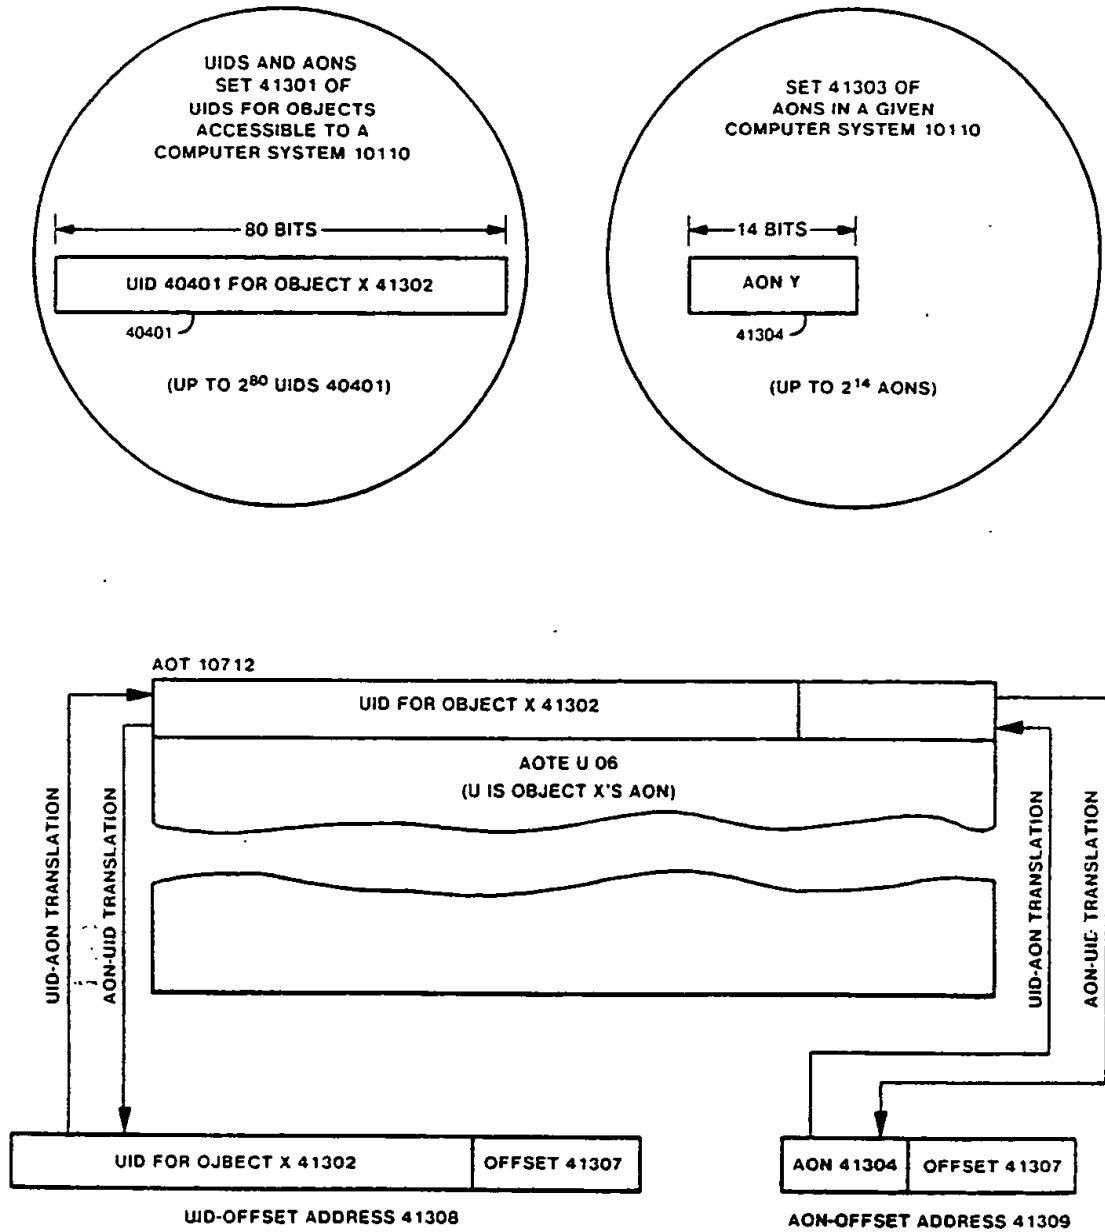 UIDS AND AONS
SET 41301 OF
UIDS FOR OBJECTS
ACCESSIBLE TO A
COMPUTER SYSTEM 10110
80 BITS
UID 40401 FOR OBJECT X 41302
40401
(UP TO 2⁸⁰ UIDS 40401)
SET 41303 OF
AONS IN A GIVEN
COMPUTER SYSTEM 10110
14 BITS
AON Y
41304
(UP TO 2¹⁴ AONS)
AOT 10712
UID FOR OBJECT X 41302
AOTE U 06
(U IS OBJECT X'S AON)
UID-AON TRANSLATION
AON-UID TRANSLATION
UID-AON TRANSLATION
AON-UID TRANSLATION
UID FOR OJBECT X 41302
OFFSET 41307
UID-OFFSET ADDRESS 41308
AON 41304
OFFSET 41307
AON-OFFSET ADDRESS 41309